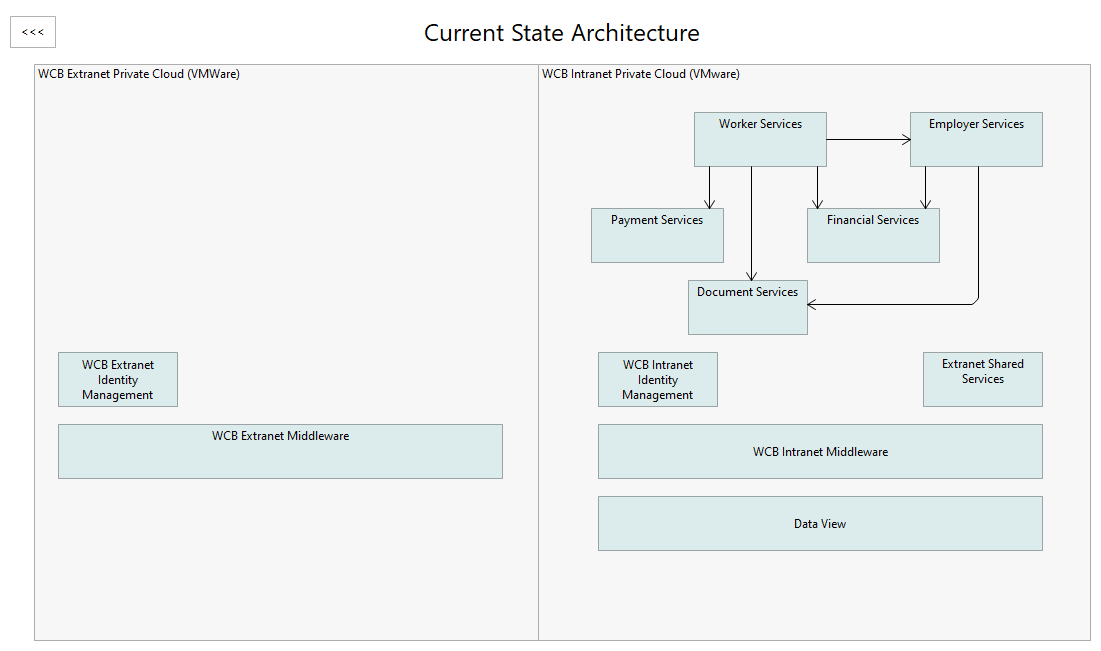 <<<
Current State Architecture
WCB Extranet Private Cloud (VMWare)
WCB Intranet Private Cloud (VMware)
Worker Services
Employer Services
Payment Services
Financial Services
Document Services
WCB Extranet
Identity
Management
WCB Intranet
Identity
Management
Extranet Shared
Services
WCB Extranet Middleware
WCB Intranet Middleware
Data View